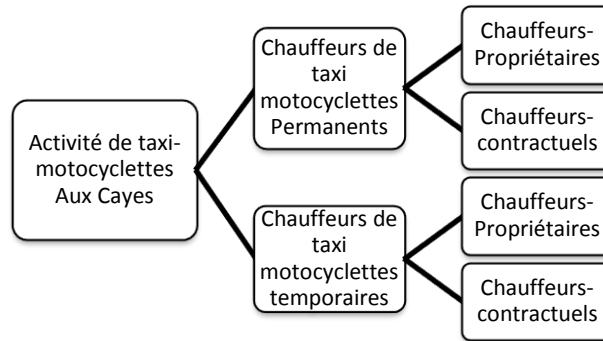 Activité de taxi-
motocyclettes
Aux Cayes
Chauffeurs de
taxi
motocyclettes
Permanents
Chauffeurs-
Propriétaires
Chauffeurs-
contractuels
Chauffeurs de
taxi
motocyclettes
temporaires
Chauffeurs-
Propriétaires
Chauffeurs-
contractuels